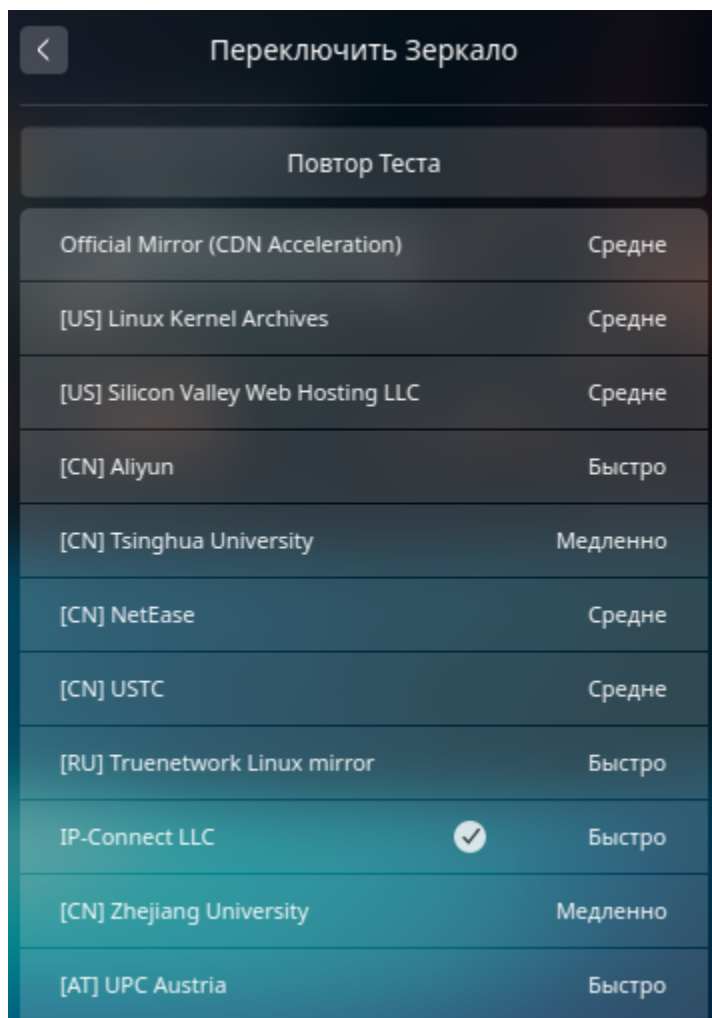 Переключить Зеркало
Повтор Теста
Official Mirror (CDN Acceleration) Средне
[US] Linux Kernel Archives Средне
[US] Silicon Valley Web Hosting LLC Средне
[CN] Aliyun Быстро
[CN] Tsinghua University Медленно
[CN] NetEase Средне
[CN] USTC Средне
[RU] Truenetwork Linux mirror Быстро
IP-Connect LLC Быстро
[CN] Zhejiang University Медленно
[AT] UPC Austria Быстро